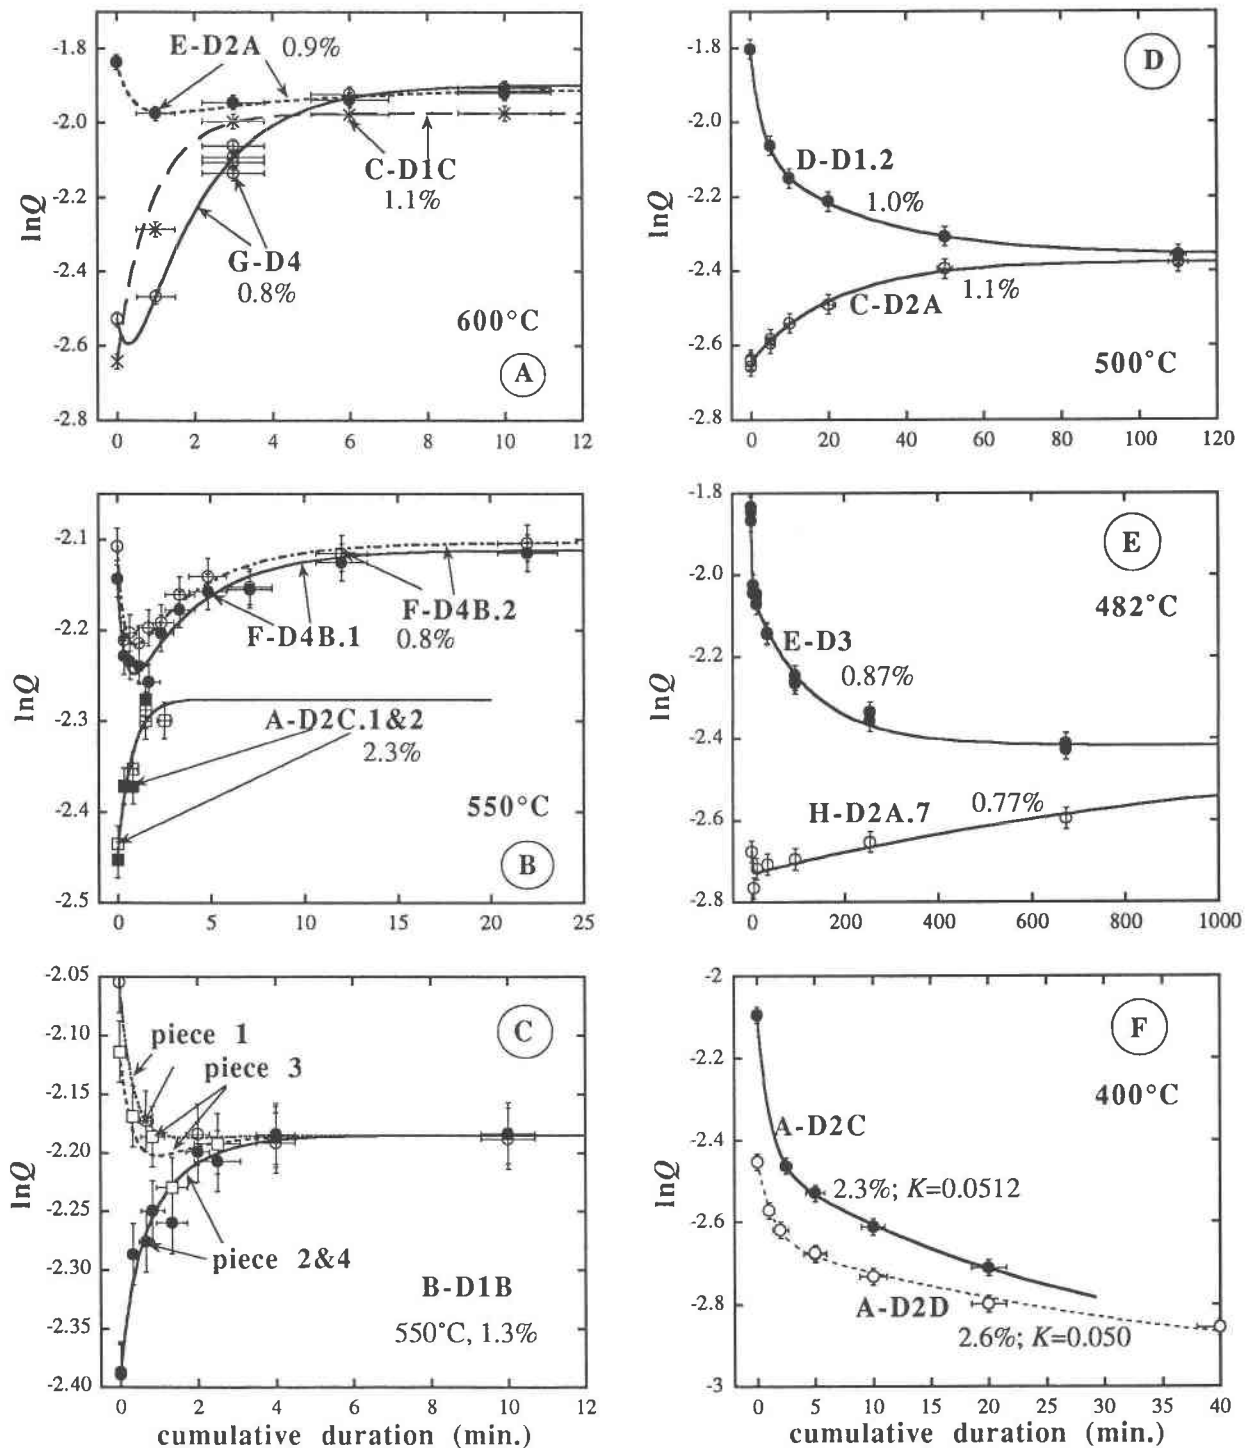 -1.8
-2.0
-2.2
-2.4
-2.6
-2.8
lnQ
E-D2A 0.9%
C-D1C
1.1%
G-D4
0.8%
600°C
A
0 2 4 6 8 10 12
-2.1
-2.2
-2.3
-2.4
-2.5
lnQ
F-D4B.2
F-D4B.1 0.8%
A-D2C.1&2
2.3%
550°C
B
0 5 10 15 20 25
-2.05
-2.10
-2.15
-2.20
-2.25
-2.30
-2.35
-2.40
lnQ
C
piece 1
piece 3
piece 2&4
B-D1B
550°C, 1.3%
0 2 4 6 8 10 12
cumulative duration (min.)
-1.8
-2.0
-2.2
-2.4
-2.6
-2.8
lnQ
D
D-D1.2
1.0%
1.1%
C-D2A
500°C
0 20 40 60 80 100 120
-1.8
-2.0
-2.2
-2.4
-2.6
-2.8
lnQ
E
482°C
E-D3
0.87%
H-D2A.7 0.77%
0 200 400 600 800 1000
-2
-2.2
-2.4
-2.6
-2.8
-3
lnQ
F
400°C
A-D2C
2.3%; K=0.0512
A-D2D
2.6%; K=0.050
0 5 10 15 20 25 30 35 40
cumulative duration (min.)